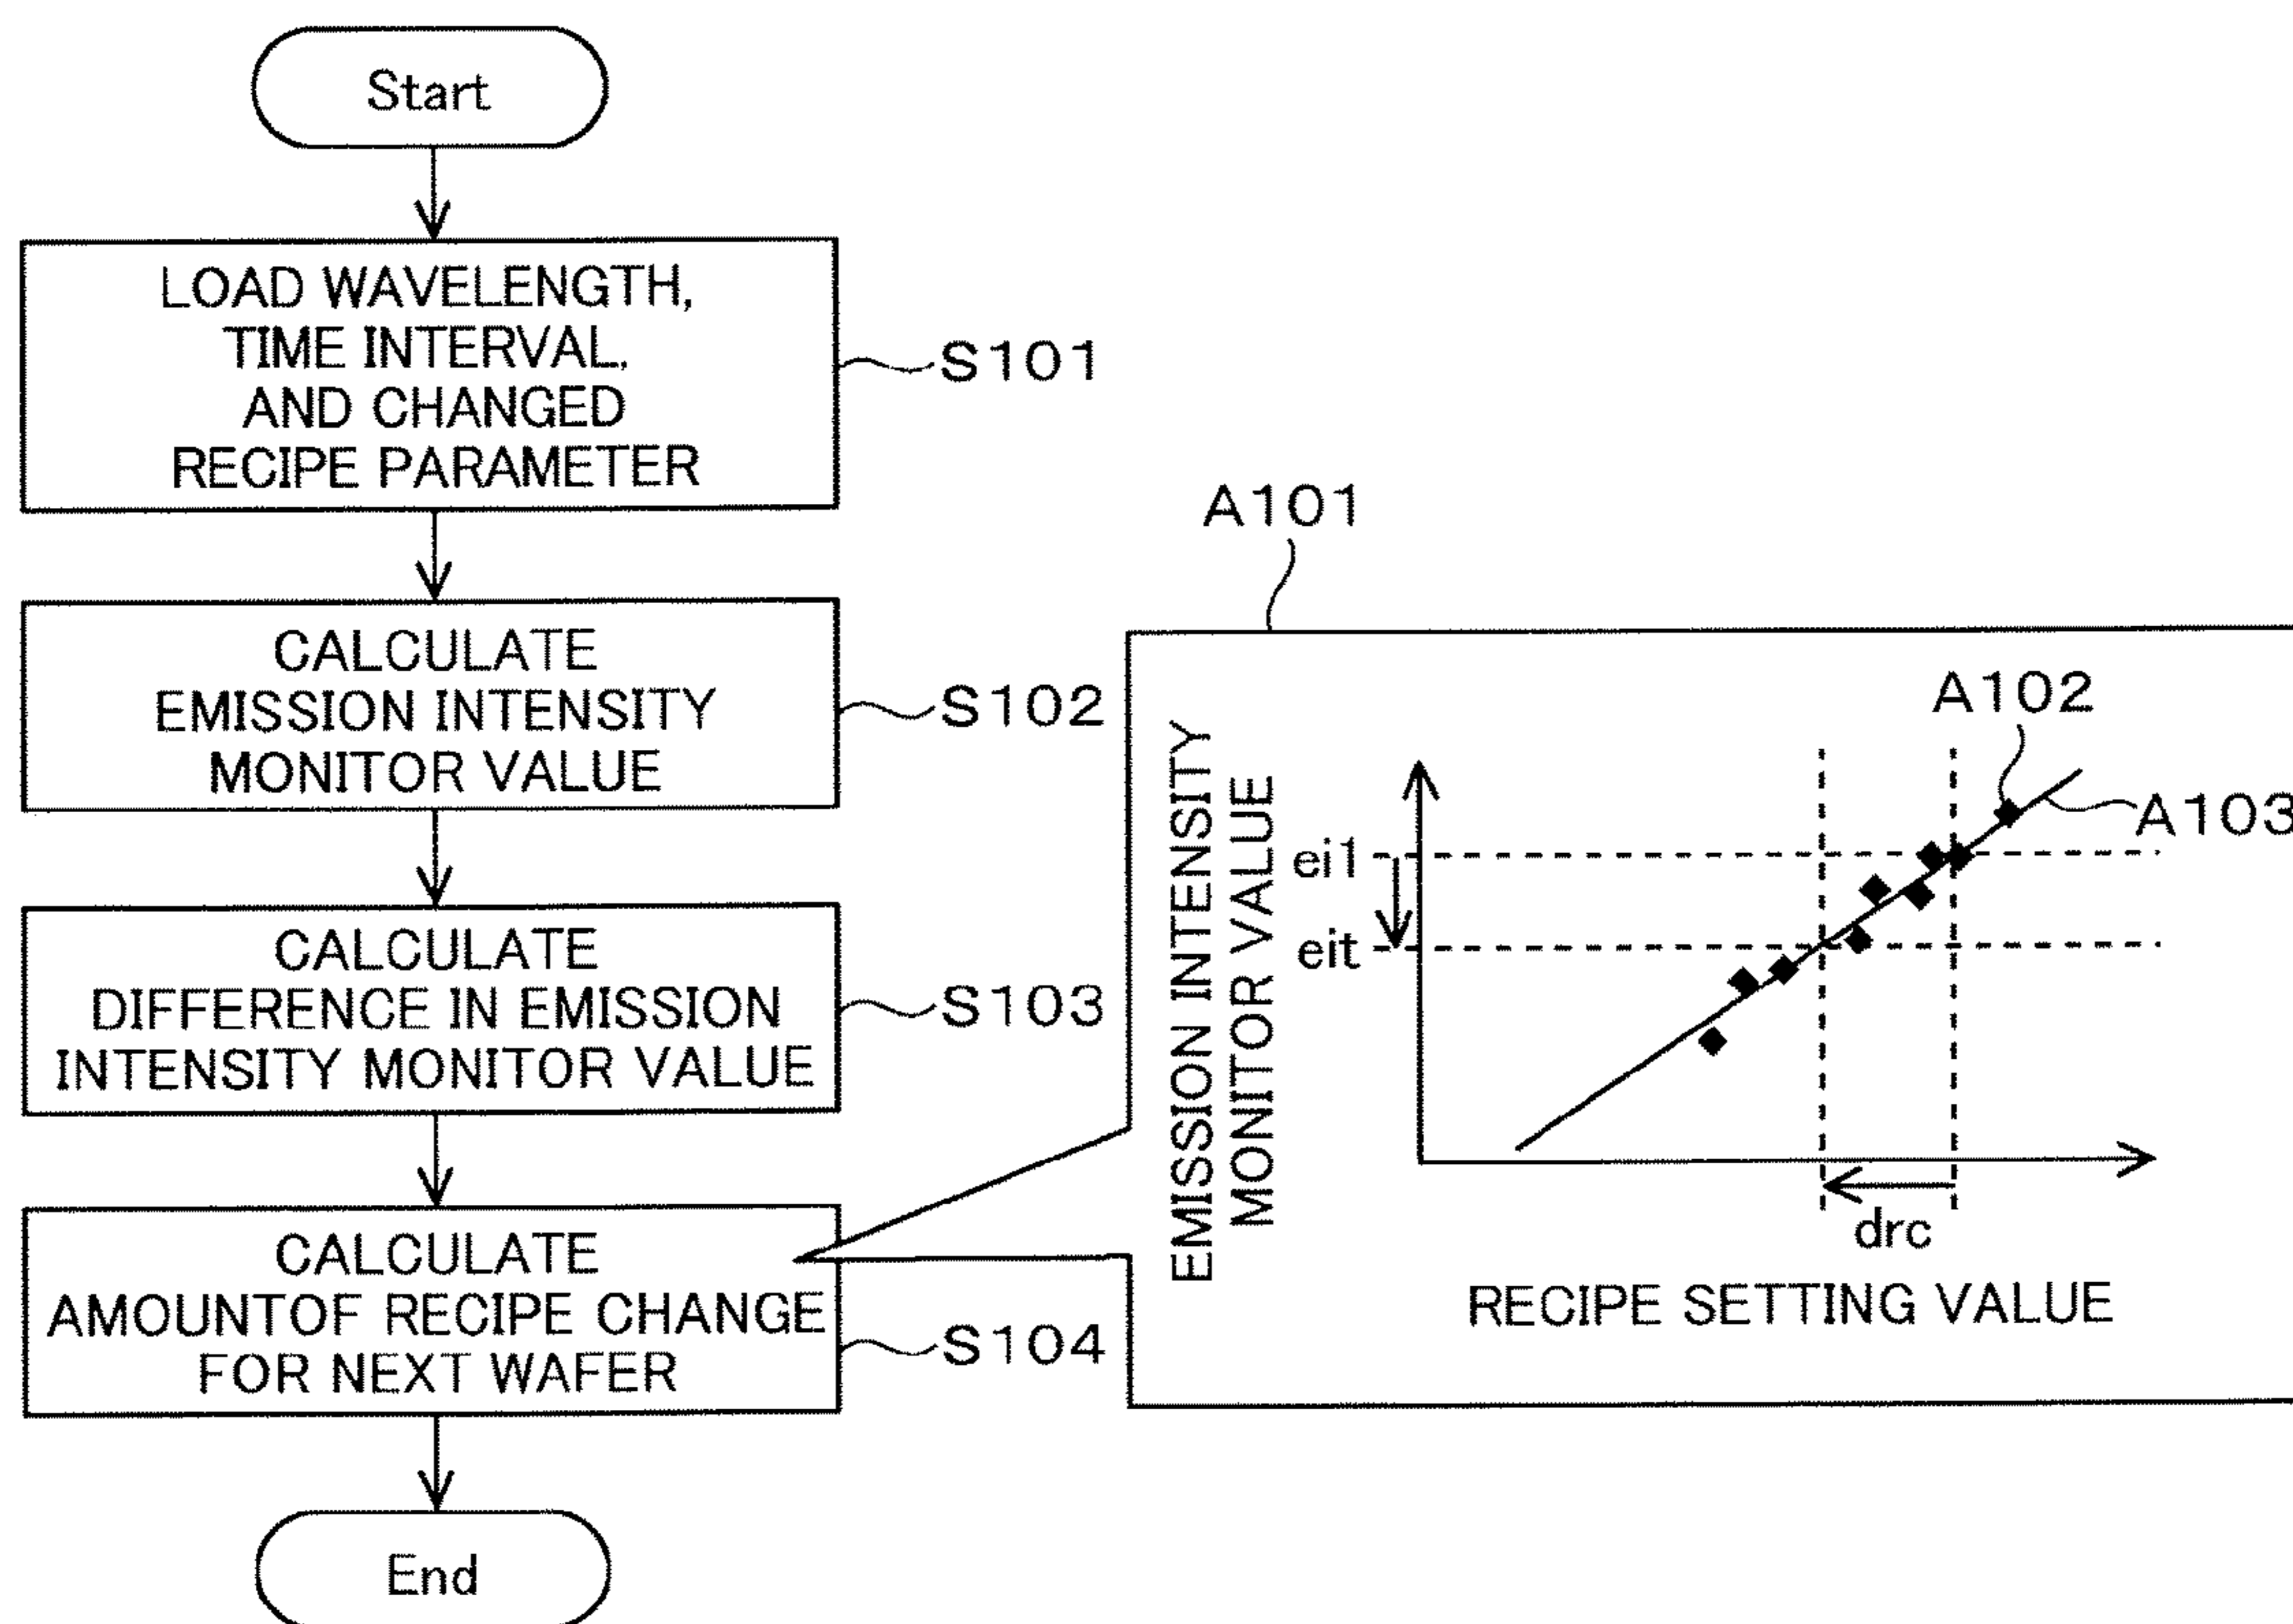 Start
LOAD WAVELENGTH,
TIME INTERVAL,
AND CHANGED
RECIPE PARAMETER
S101
CALCULATE
EMISSION INTENSITY
MONITOR VALUE
S102
CALCULATE
DIFFERENCE IN EMISSION
INTENSITY MONITOR VALUE
S103
CALCULATE
AMOUNTOF RECIPE CHANGE
FOR NEXT WAFER
S104
End
A101
EMISSION INTENSITY
MONITOR VALUE
A102
A103
ei1
eit
drc
RECIPE SETTING VALUE